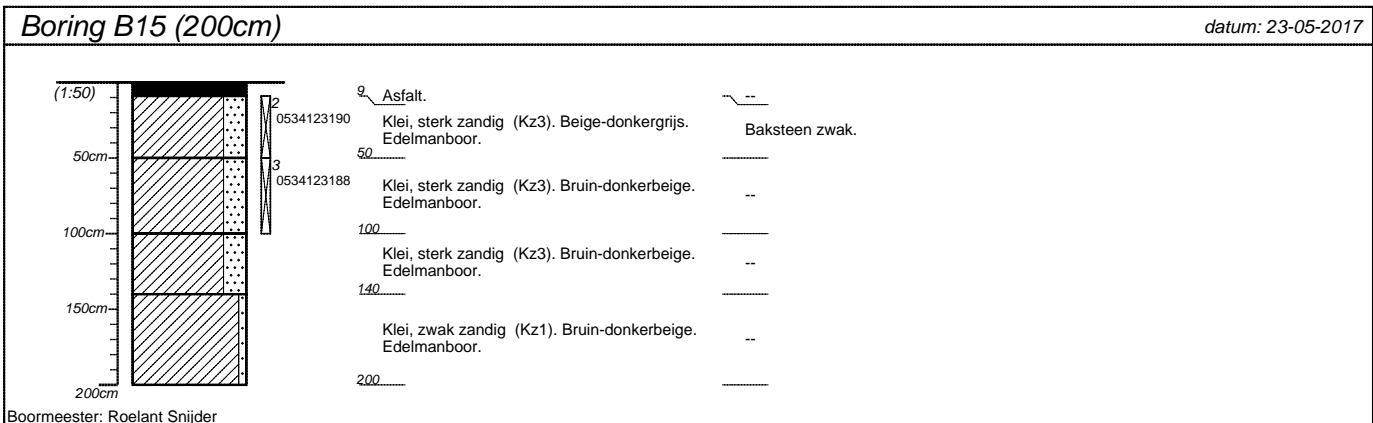 Boring B15 (200cm)
datum: 23-05-2017
(1:50)
50cm
100cm
150cm
200cm
2
0534123190
3
0534123188
9
Asfalt.
--
Klei, sterk zandig (Kz3). Beige-donkergrijs.
Edelmanboor.
Baksteen zwak.
50
Klei, sterk zandig (Kz3). Bruin-donkerbeige.
Edelmanboor.
--
100
Klei, sterk zandig (Kz3). Bruin-donkerbeige.
Edelmanboor.
--
140
Klei, zwak zandig (Kz1). Bruin-donkerbeige.
Edelmanboor.
--
200
Boormeester: Roelant Snijder